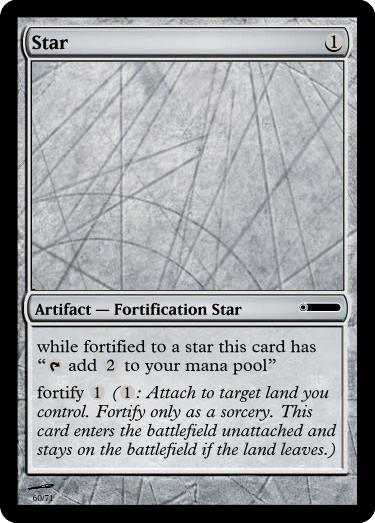 Star 1
Artifact — Fortification Star
while fortified to a star this card has
“ add 2 to your mana pool”
fortify 1 (1: Attach to target land you
control. Fortify only as a sorcery. This
card enters the battlefield unattached and
stays on the battlefield if the land leaves.)
60/71